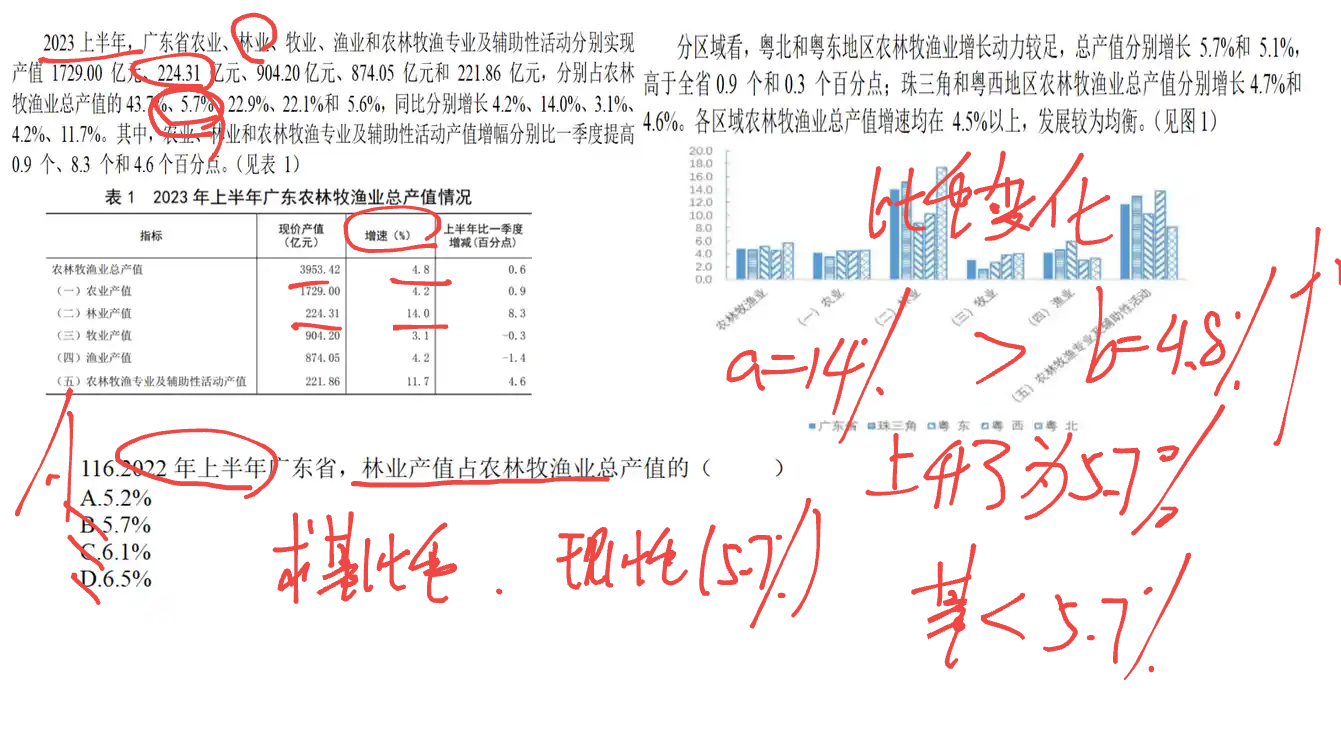 2023 上半年，广东省农业、林业、牧业、渔业和农林牧渔专业及辅助性活动分别实现
产值 1729.00 亿元、224.31 亿元、904.20 亿元、874.05 亿元和 221.86 亿元，分别占农林
牧渔业总产值的 43.7%、5.7%、22.9%、22.1%和 5.6%，同比分别增长 4.2%、14.0%、3.1%、
4.2%、11.7%。其中，农业、林业和农林牧渔专业及辅助性活动产值增幅分别比一季度提高
0.9 个、8.3 个和 4.6 个百分点。（见表 1）
表 1 2023 年上半年广东农林牧渔业总产值情况
指标 现价产值（亿元） 增速（%） 上半年比一季度增减（百分点）
农林牧渔业总产值 3953.42 4.8 0.6
（一）农业产值 1729.00 4.2 0.9
（二）林业产值 224.31 14.0 8.3
（三）牧业产值 904.20 3.1 -0.3
（四）渔业产值 874.05 4.2 -1.4
（五）农林牧渔专业及辅助性活动产值 221.86 11.7 4.6
分区域看，粤北和粤东地区农林牧渔业增长动力较足，总产值分别增长 5.7%和 5.1%，
高于全省 0.9 个和 0.3 个百分点；珠三角和粤西地区农林牧渔业总产值分别增长 4.7%和
4.6%。各区域农林牧渔业总产值增速均在 4.5%以上，发展较为均衡。（见图 1）
20.0
18.0
16.0
14.0
12.0
10.0
8.0
6.0
4.0
2.0
0.0
农林牧渔业
（一）农业
（二）林业
（三）牧业
（四）渔业
（五）农林牧渔专业及辅助性活动
广东省 珠三角 粤 东 粤 西 粤 北
比重变化
a=14% > b=4.8%
上升了为5.7%
基<5.7%
116.2022 年上半年广东省，林业产值占农林牧渔业总产值的（ ）
A.5.2%
B.5.7%
C.6.1%
D.6.5%
求基比重. 现比重(5.7%)